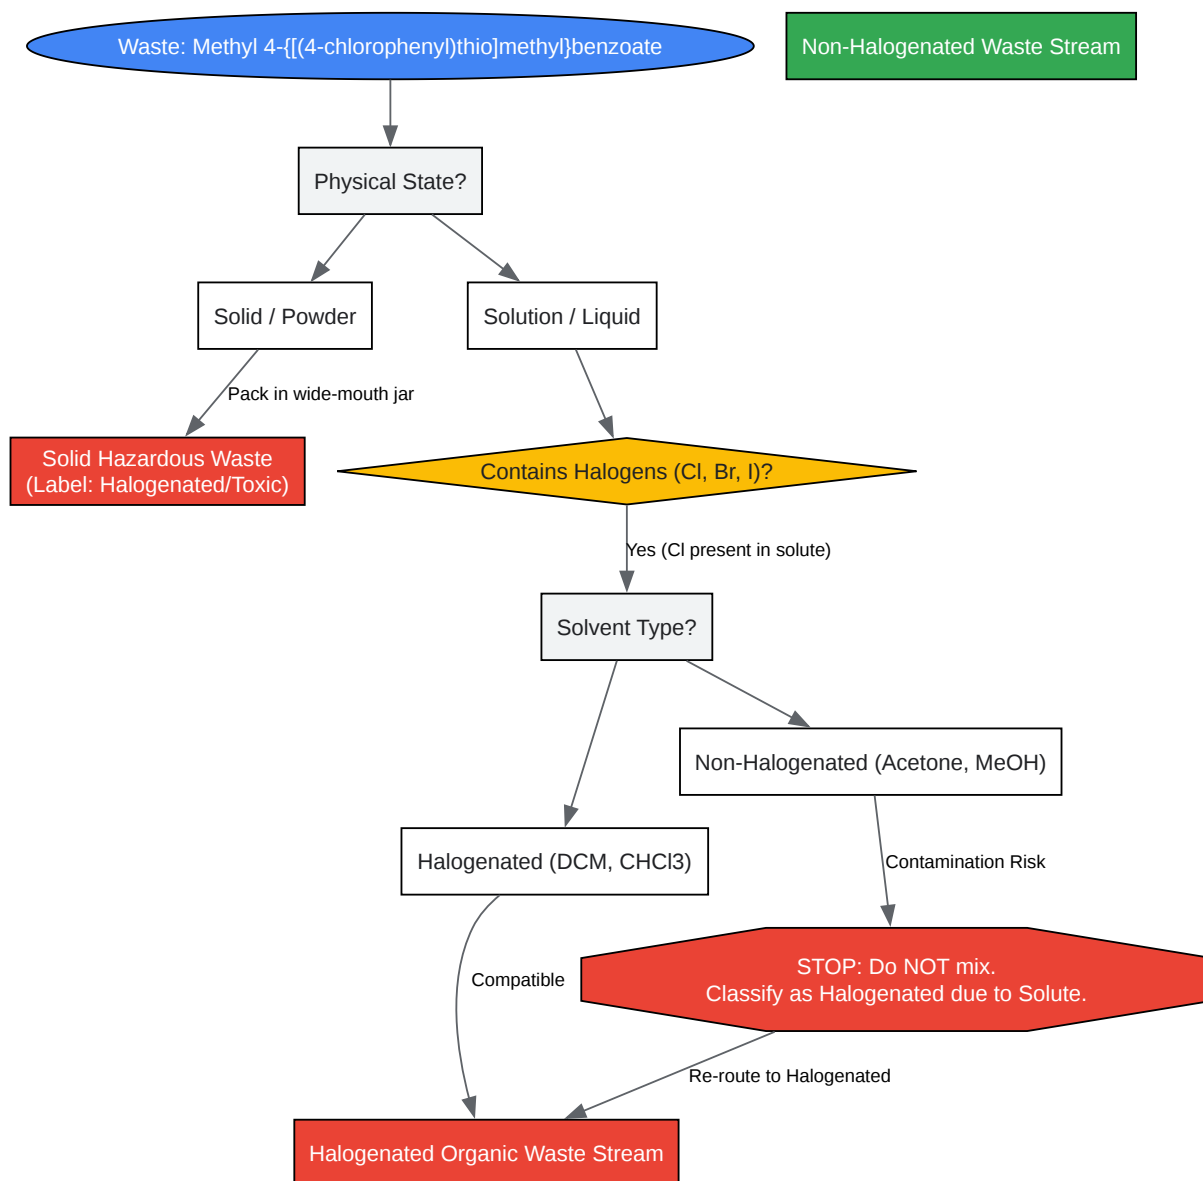 Waste: Methyl 4-{[(4-chlorophenyl)thio]methyl}benzoate
Non-Halogenated Waste Stream
Physical State?
Solid / Powder
Solution / Liquid
Pack in wide-mouth jar
Solid Hazardous Waste
(Label: Halogenated/Toxic)
Contains Halogens (Cl, Br, I)?
Yes (Cl present in solute)
Solvent Type?
Non-Halogenated (Acetone, MeOH)
Halogenated (DCM, CHCl3)
Contamination Risk
Compatible
STOP: Do NOT mix.
Classify as Halogenated due to Solute.
Re-route to Halogenated
Halogenated Organic Waste Stream